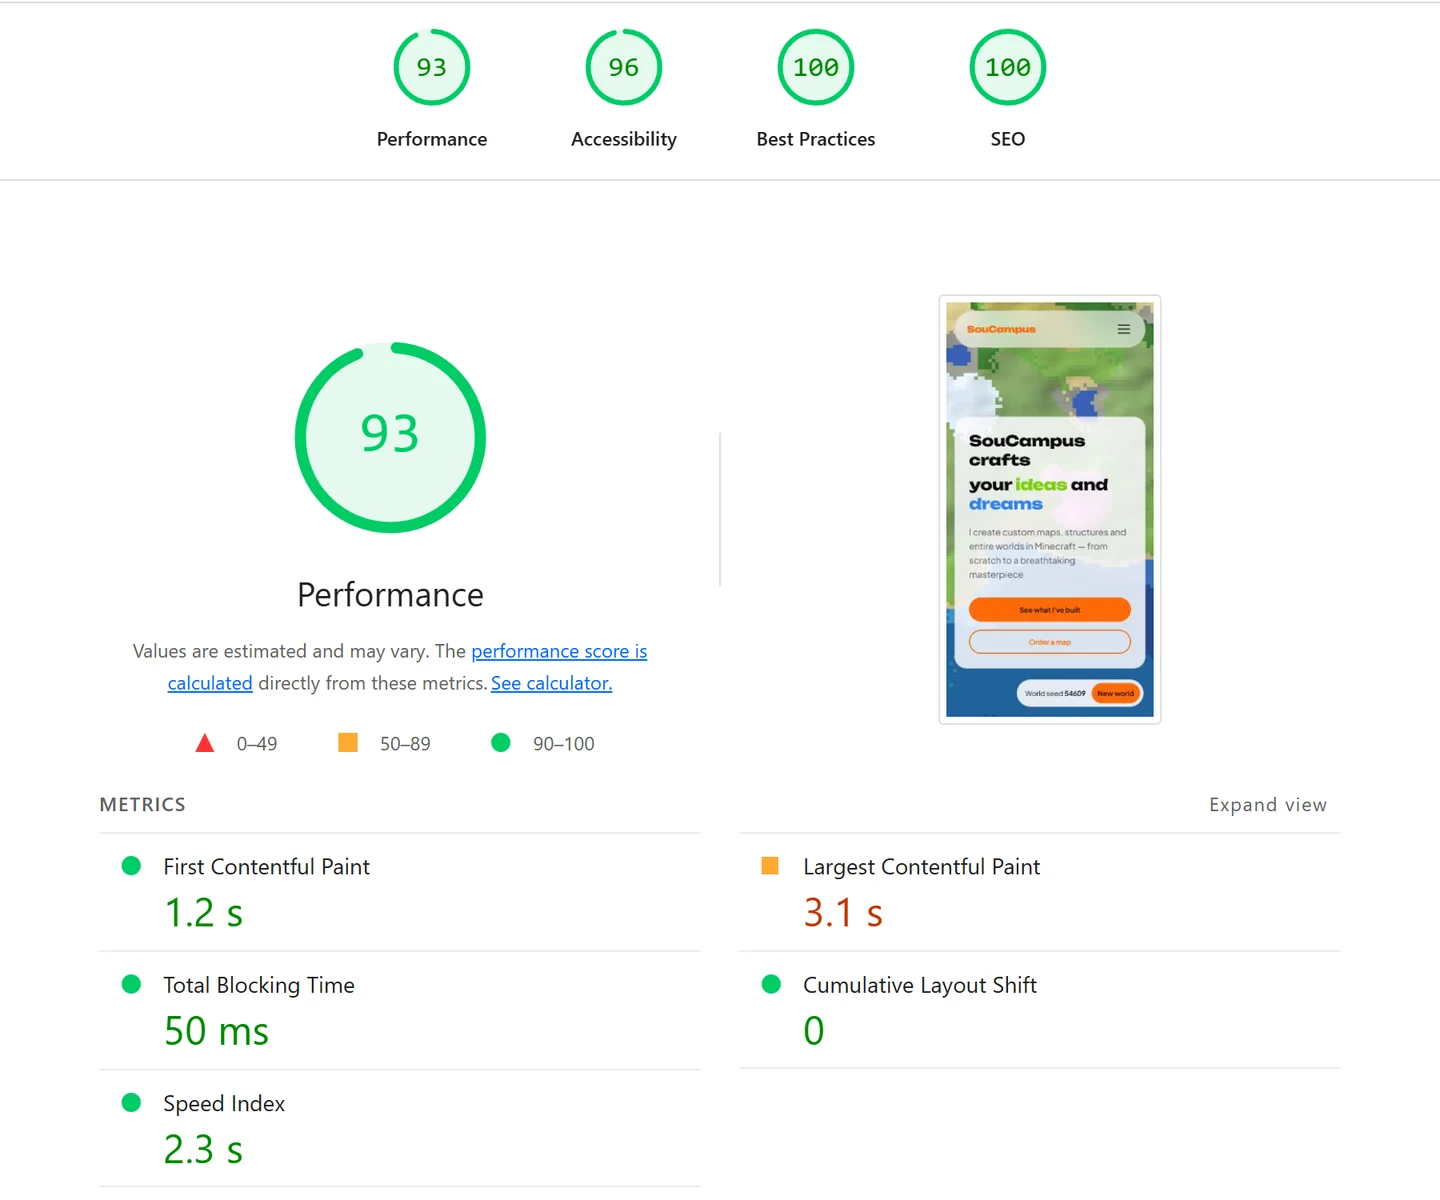 93
96
100
100
Performance
Accessibility
Best Practices
SEO
93
Performance
Values are estimated and may vary. The performance score is
calculated directly from these metrics. See calculator.
0–49
50–89
90–100
SouCampus
SouCampus
crafts
your ideas and
dreams
I create custom maps, structures and
entire worlds in Minecraft — from
scratch to a breathtaking
masterpiece
See what I've built
Order a map
World seed 54609
New world
METRICS
Expand view
First Contentful Paint
1.2 s
Largest Contentful Paint
3.1 s
Total Blocking Time
50 ms
Cumulative Layout Shift
0
Speed Index
2.3 s